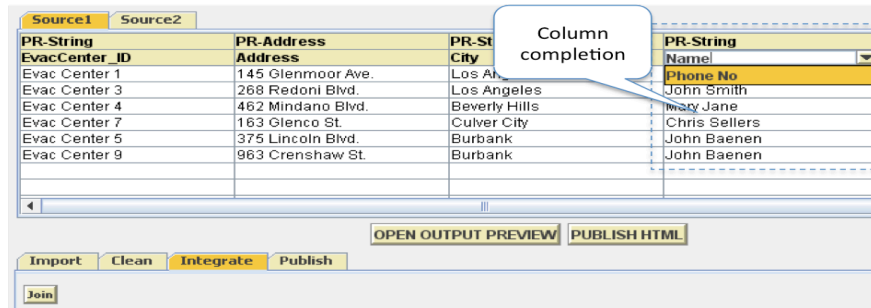 Source1 Source2
PR-String PR-Address PR-St PR-String
EvacCenter_ID Address City Name
Evac Center 1 145 Glenmoor Ave. Los An Phone No
Evac Center 3 268 Redoni Blvd. Los Angeles John Smith
Evac Center 4 462 Mindano Blvd. Beverly Hills Mary Jane
Evac Center 7 163 Glenco St. Culver City Chris Sellers
Evac Center 5 375 Lincoln Blvd. Burbank John Baenen
Evac Center 9 963 Crenshaw St. Burbank John Baenen
Column
completion
OPEN OUTPUT PREVIEW PUBLISH HTML
Import Clean Integrate Publish
Join